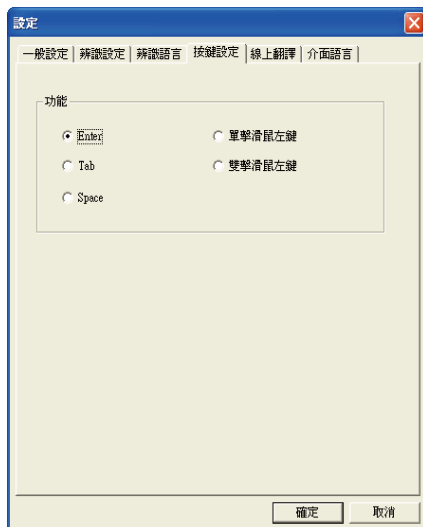 設定
一般設定 辨識設定 辨識語言 按鍵設定 線上翻譯 介面語言
功能
Enter 單擊滑鼠左鍵
Tab 雙擊滑鼠左鍵
Space
確定 取消